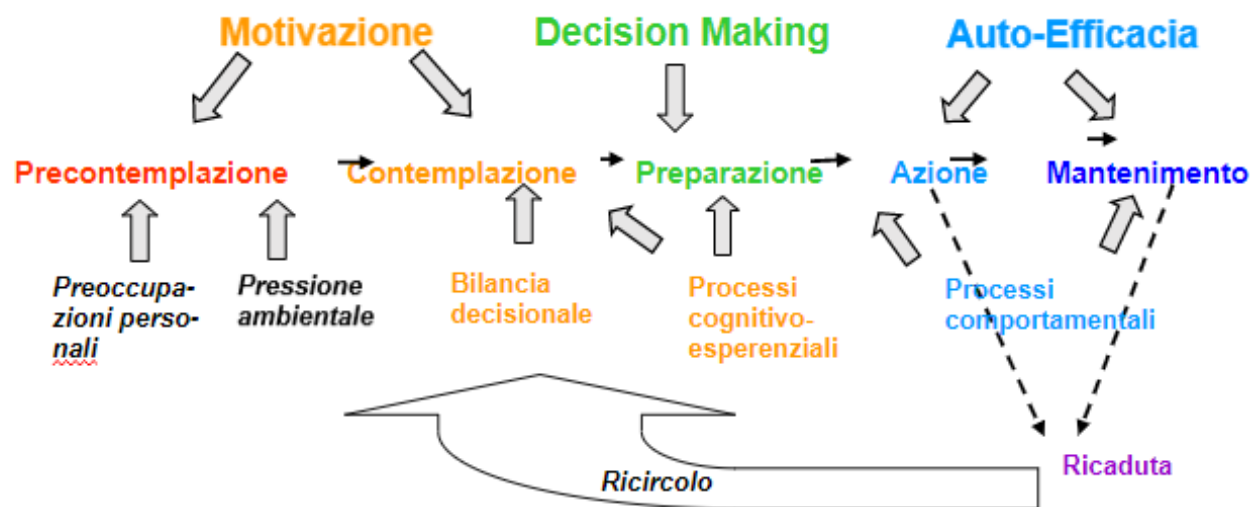 Motivazione Decision Making Auto-Efficacia
Precontemplazione Contemplazione Preparazione Azione Mantenimento
Preoccupa-
zioni perso-
nali
Pressione
ambientale
Bilancia
decisionale
Processi
cognitivo-
esperenziali
Processi
comportamentali
Ricaduta
Ricircolo